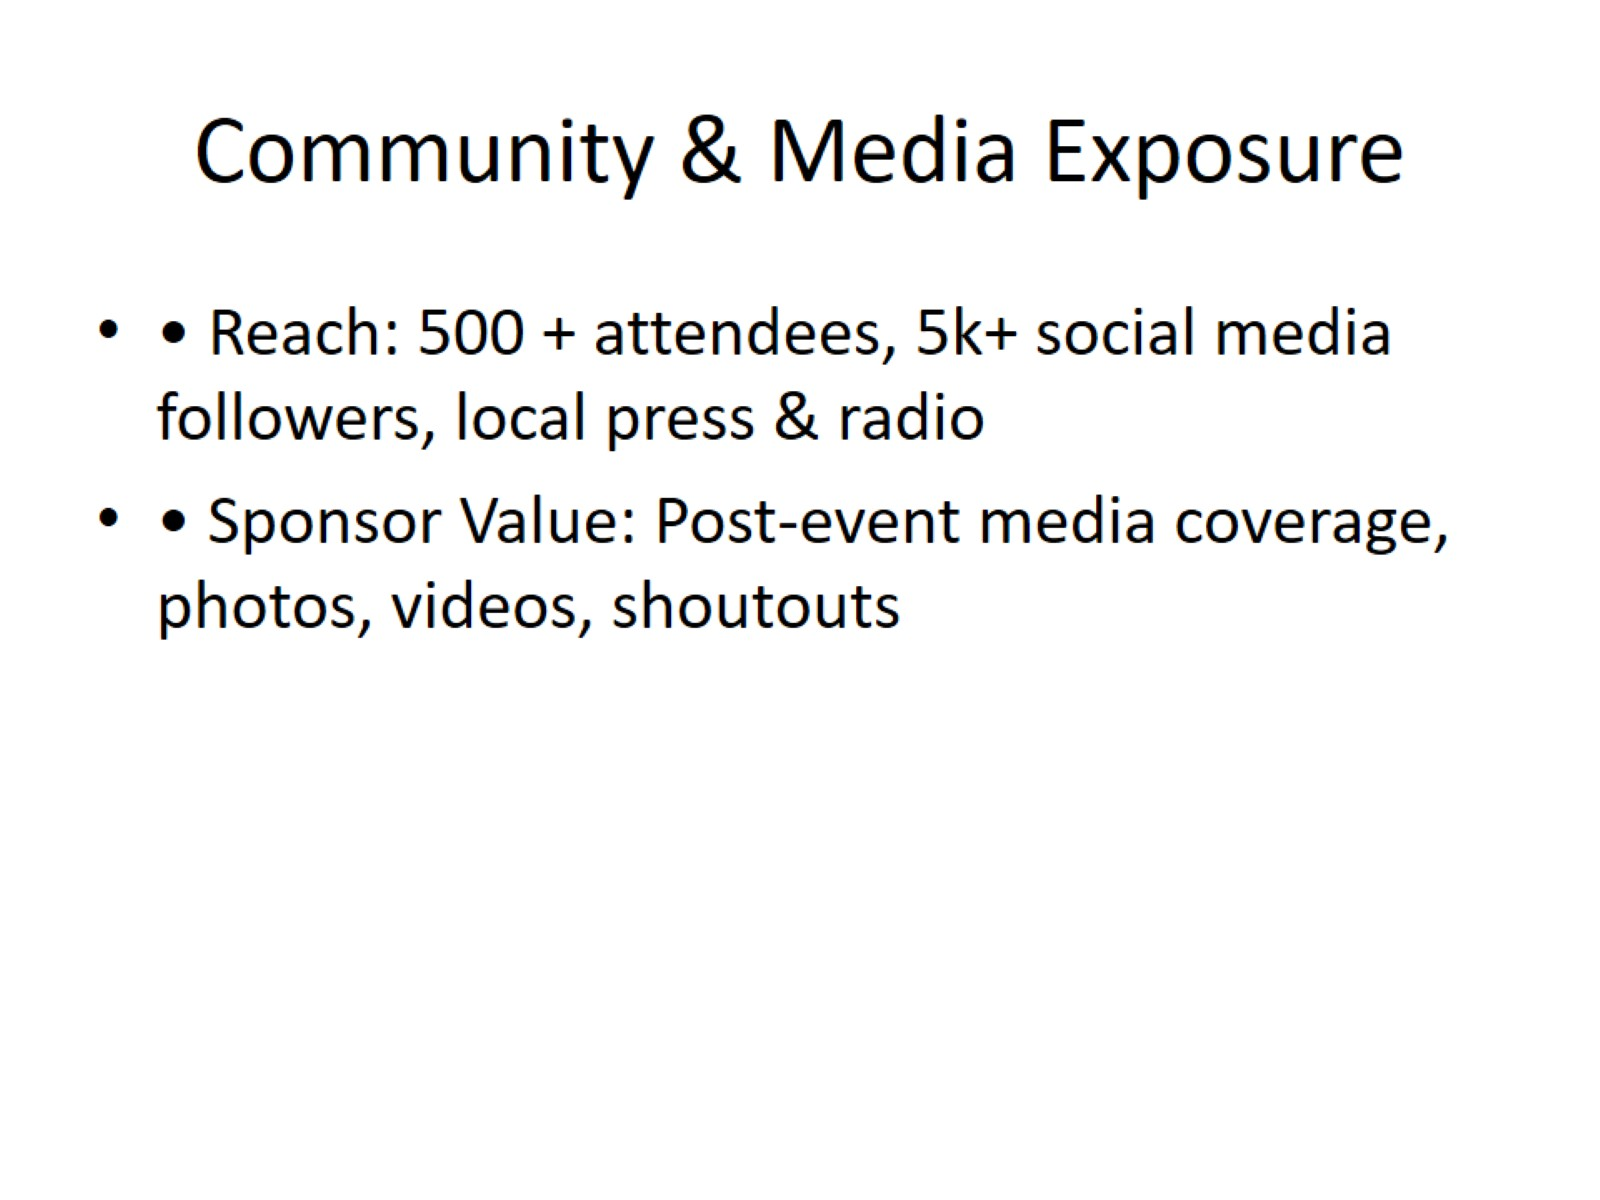 Community & Media Exposure
• • Reach: 500 + attendees, 5k+ social media
followers, local press & radio
• • Sponsor Value: Post-event media coverage,
photos, videos, shoutouts